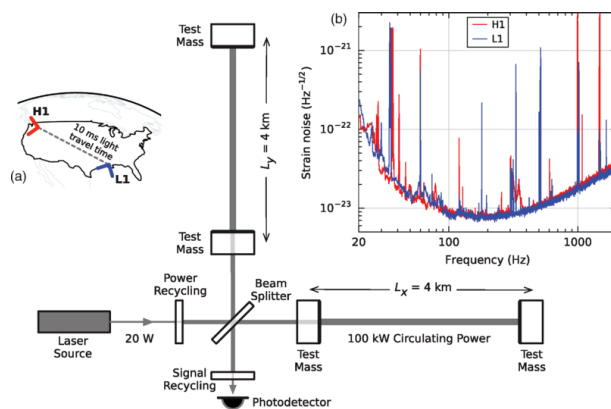 (a)
H1
10 ms light
travel time
L1
Test
Mass
Ly = 4 km
Test
Mass
Power
Recycling
Beam
Splitter
Laser
Source
20 W
Signal
Recycling
Photodetector
Lx = 4 km
Test
Mass
100 kW Circulating Power
Test
Mass
(b)
H1
L1
Strain noise (Hz-1/2)
10-21
10-22
10-23
20
100
1000
Frequency (Hz)